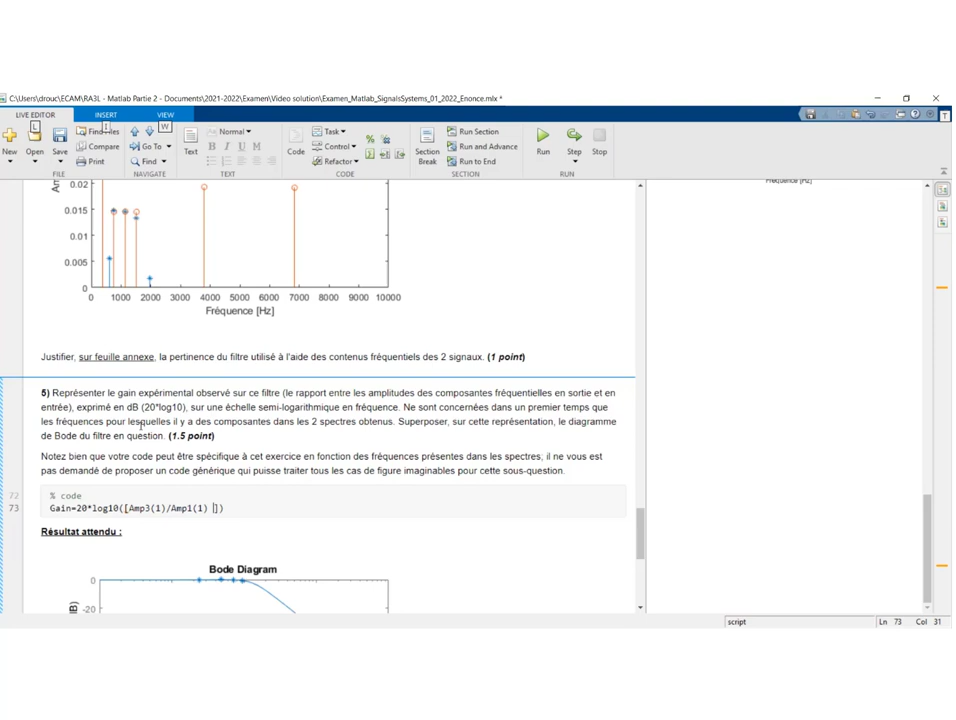 C:\Users\drouc\ECAM\RA3L - Matlab Partie 2 - Documents\2021-2022\Examen\Video solution\Examen_Matlab_SignalsSystems_01_2022_Enonce.mlx *
LIVE EDITOR INSERT VIEW
L I W
T
New Open Save Find Files Compare Print
Go To Find
Text Normal
B I U M
Code Task Control Refactor
Section Break Run Section Run and Advance Run to End
Run Step Stop
FILE NAVIGATE TEXT CODE SECTION RUN
0.02
0.015
0.01
0.005
0
0 1000 2000 3000 4000 5000 6000 7000 8000 9000 10000
Fréquence [Hz]
Fréquence [Hz]
Justifier, sur feuille annexe, la pertinence du filtre utilisé à l'aide des contenus fréquentiels des 2 signaux. (1 point)
5) Représenter le gain expérimental observé sur ce filtre (le rapport entre les amplitudes des composantes fréquentielles en sortie et en
entrée), exprimé en dB (20*log10), sur une échelle semi-logarithmique en fréquence. Ne sont concernées dans un premier temps que
les fréquences pour lesquelles il y a des composantes dans les 2 spectres obtenus. Superposer, sur cette représentation, le diagramme
de Bode du filtre en question. (1.5 point)
Notez bien que votre code peut être spécifique à cet exercice en fonction des fréquences présentes dans les spectres; il ne vous est
pas demandé de proposer un code générique qui puisse traiter tous les cas de figure imaginables pour cette sous-question.
72 % code
73 Gain=20*log10([Amp3(1)/Amp1(1) ])
Résultat attendu :
Bode Diagram
0
-20
script Ln 73 Col 31